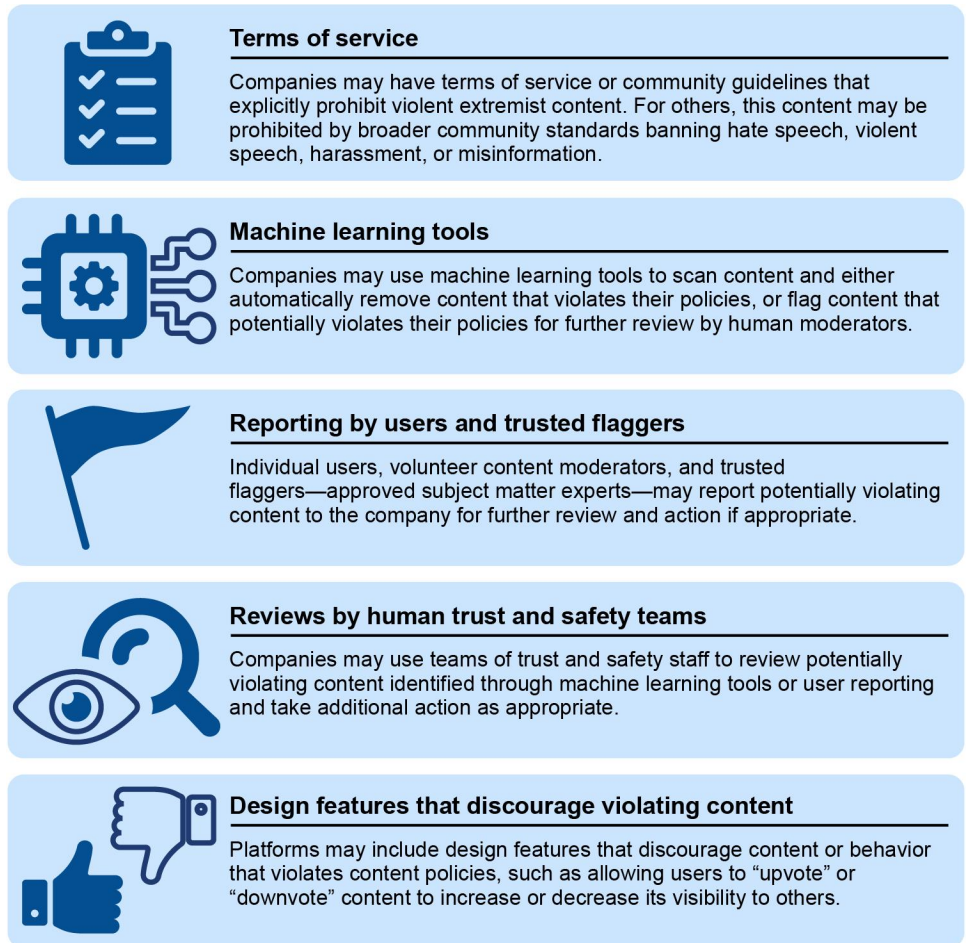 Terms of service
Companies may have terms of service or community guidelines that
explicitly prohibit violent extremist content. For others, this content may be
prohibited by broader community standards banning hate speech, violent
speech, harassment, or misinformation.
Machine learning tools
Companies may use machine learning tools to scan content and either
automatically remove content that violates their policies, or flag content that
potentially violates their policies for further review by human moderators.
Reporting by users and trusted flaggers
Individual users, volunteer content moderators, and trusted
flaggers—approved subject matter experts—may report potentially violating
content to the company for further review and action if appropriate.
Reviews by human trust and safety teams
Companies may use teams of trust and safety staff to review potentially
violating content identified through machine learning tools or user reporting
and take additional action as appropriate.
Design features that discourage violating content
Platforms may include design features that discourage content or behavior
that violates content policies, such as allowing users to “upvote” or
“downvote” content to increase or decrease its visibility to others.